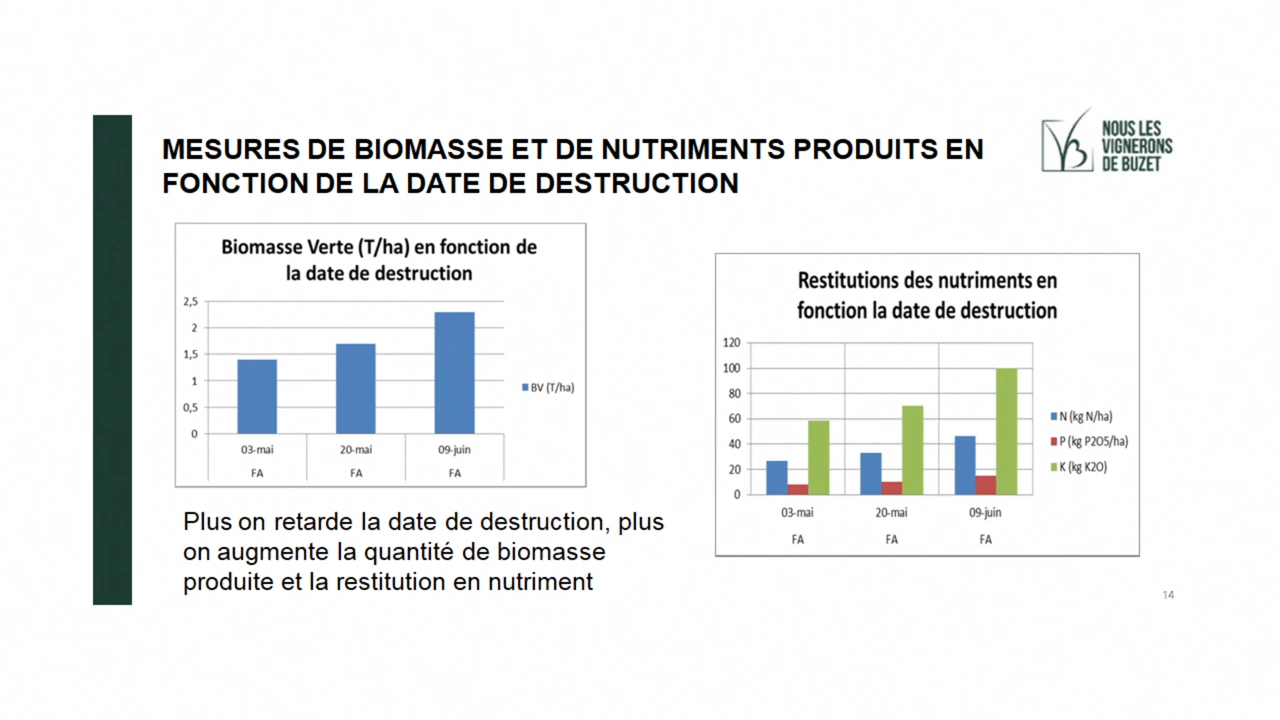 MESURES DE BIOMASSE ET DE NUTRIMENTS PRODUITS EN
FONCTION DE LA DATE DE DESTRUCTION
NOUS LES
VIGNERONS
DE BUZET
Biomasse Verte (T/ha) en fonction de
la date de destruction
2,5
2
1,5
1
0,5
0
03-mai 20-mai 09-juin
FA FA FA
BV (T/ha)
Plus on retarde la date de destruction, plus
on augmente la quantité de biomasse
produite et la restitution en nutriment
Restitutions des nutriments en
fonction la date de destruction
120
100
80
60
40
20
0
03-mai 20-mai 09-juin
FA FA FA
N (kg N/ha)
P (kg P2O5/ha)
K (kg K2O)
14